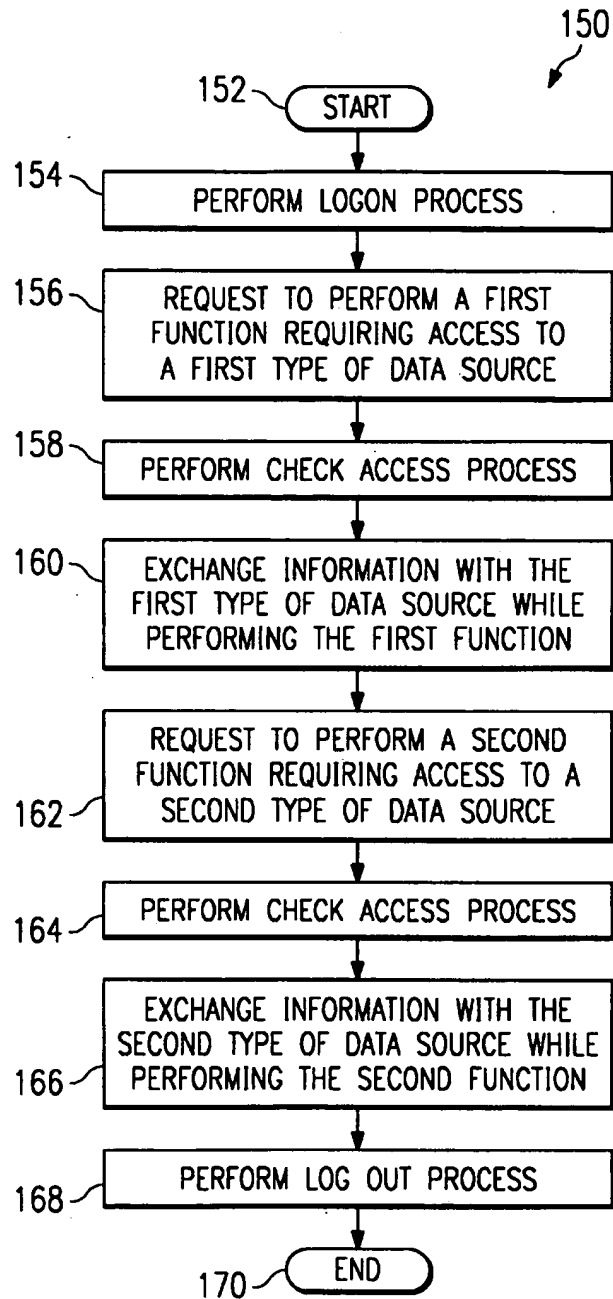 150
152
START
154
PERFORM LOGON PROCESS
156
REQUEST TO PERFORM A FIRST
FUNCTION REQUIRING ACCESS TO
A FIRST TYPE OF DATA SOURCE
158
PERFORM CHECK ACCESS PROCESS
160
EXCHANGE INFORMATION WITH THE
FIRST TYPE OF DATA SOURCE WHILE
PERFORMING THE FIRST FUNCTION
162
REQUEST TO PERFORM A SECOND
FUNCTION REQUIRING ACCESS TO A
SECOND TYPE OF DATA SOURCE
164
PERFORM CHECK ACCESS PROCESS
166
EXCHANGE INFORMATION WITH THE
SECOND TYPE OF DATA SOURCE WHILE
PERFORMING THE SECOND FUNCTION
168
PERFORM LOG OUT PROCESS
170
END